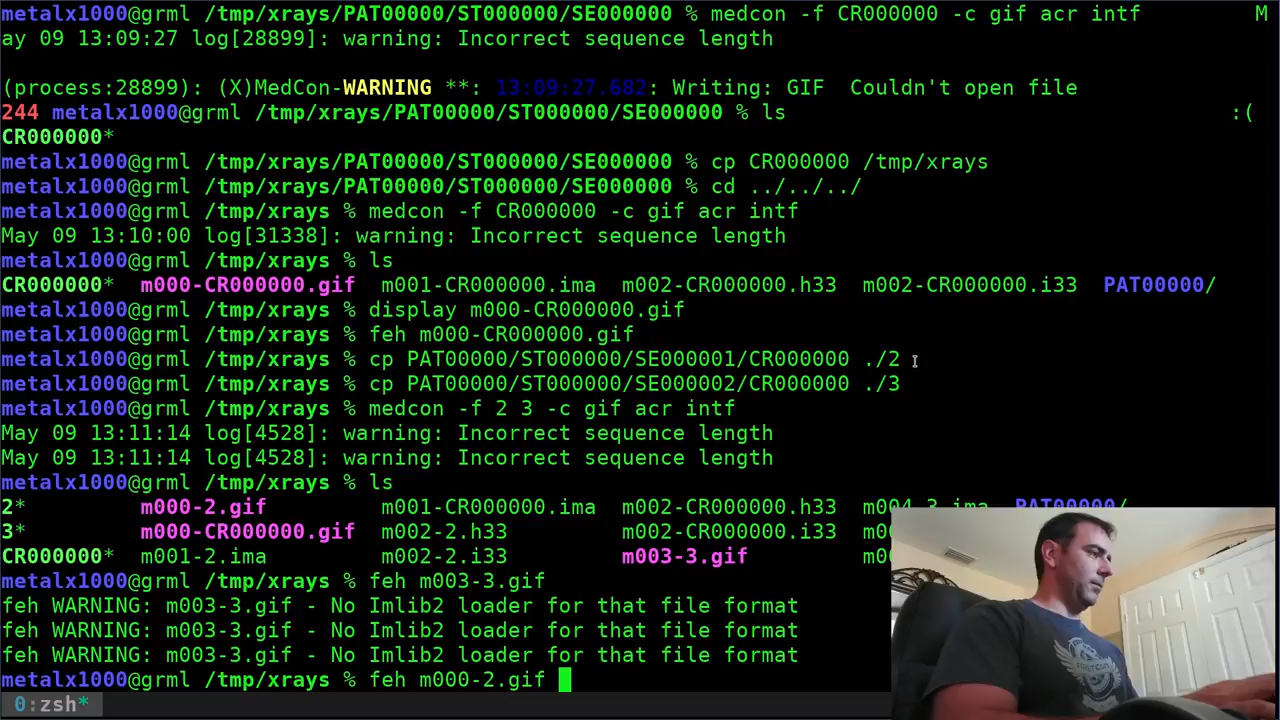 metalx1000@grml /tmp/xrays/PAT00000/ST000000/SE000000 % medcon -f CR000000 -c gif acr intf M
ay 09 13:09:27 log[28899]: warning: Incorrect sequence length
(process:28899): (X)MedCon-WARNING **: 13:09:27.682: Writing: GIF  Couldn't open file
244 metalx1000@grml /tmp/xrays/PAT00000/ST000000/SE000000 % ls :(
CR000000*
metalx1000@grml /tmp/xrays/PAT00000/ST000000/SE000000 % cp CR000000 /tmp/xrays
metalx1000@grml /tmp/xrays/PAT00000/ST000000/SE000000 % cd ../../../
metalx1000@grml /tmp/xrays % medcon -f CR000000 -c gif acr intf
May 09 13:10:00 log[31338]: warning: Incorrect sequence length
metalx1000@grml /tmp/xrays % ls
CR000000*  m000-CR000000.gif  m001-CR000000.ima  m002-CR000000.h33  m002-CR000000.i33  PAT00000/
metalx1000@grml /tmp/xrays % display m000-CR000000.gif
metalx1000@grml /tmp/xrays % feh m000-CR000000.gif
metalx1000@grml /tmp/xrays % cp PAT00000/ST000000/SE000001/CR000000 ./2
metalx1000@grml /tmp/xrays % cp PAT00000/ST000000/SE000002/CR000000 ./3
metalx1000@grml /tmp/xrays % medcon -f 2 3 -c gif acr intf
May 09 13:11:14 log[4528]: warning: Incorrect sequence length
May 09 13:11:14 log[4528]: warning: Incorrect sequence length
metalx1000@grml /tmp/xrays % ls
2*  m000-2.gif  m001-CR000000.ima  m002-CR000000.h33  m004-3.ima  PAT00000/
3*  m000-CR000000.gif  m002-2.h33  m002-CR000000.i33  m00
CR000000*  m001-2.ima  m002-2.i33  m003-3.gif  m00
metalx1000@grml /tmp/xrays % feh m003-3.gif
feh WARNING: m003-3.gif - No Imlib2 loader for that file format
feh WARNING: m003-3.gif - No Imlib2 loader for that file format
feh WARNING: m003-3.gif - No Imlib2 loader for that file format
metalx1000@grml /tmp/xrays % feh m000-2.gif
0:zsh*